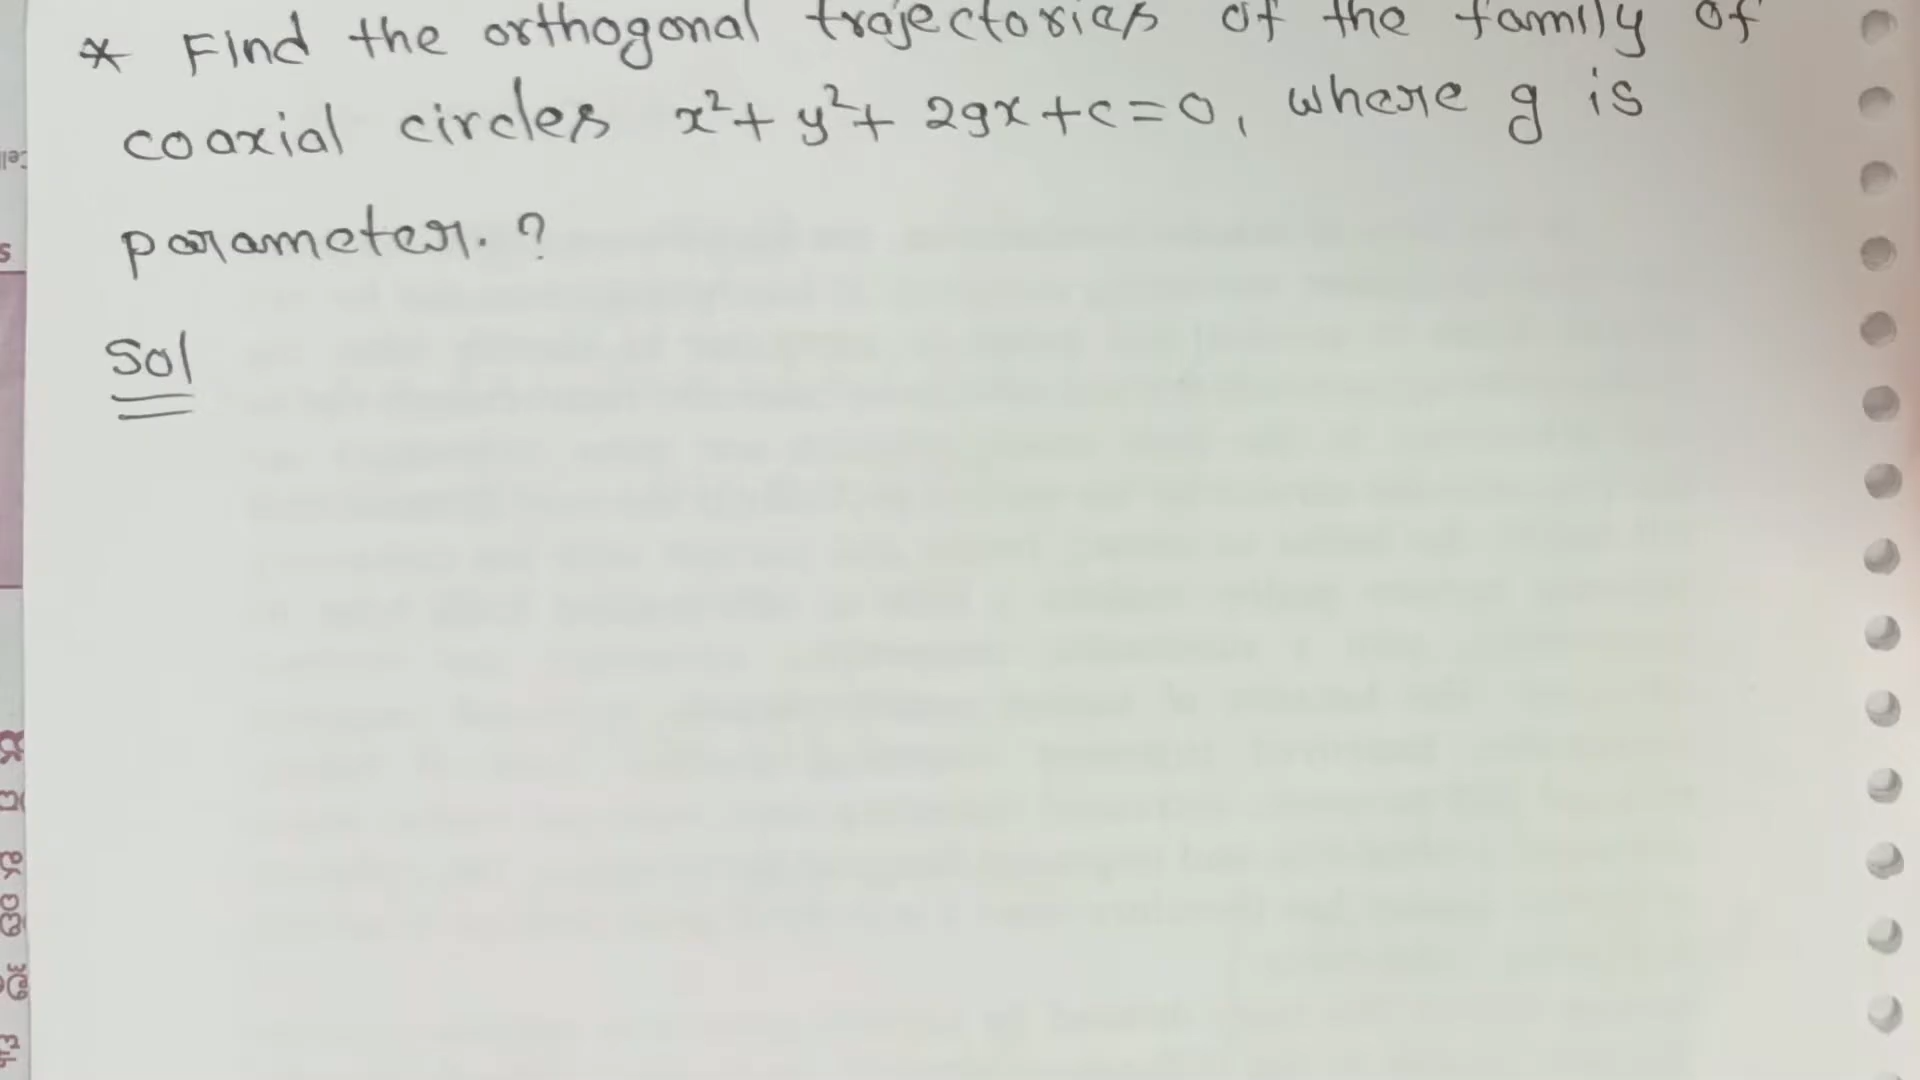 * Find the orthogonal trajectories of the family of
coaxial circles x²+ y²+ 2gx+c=0, where g is
parameter. ?
Sol